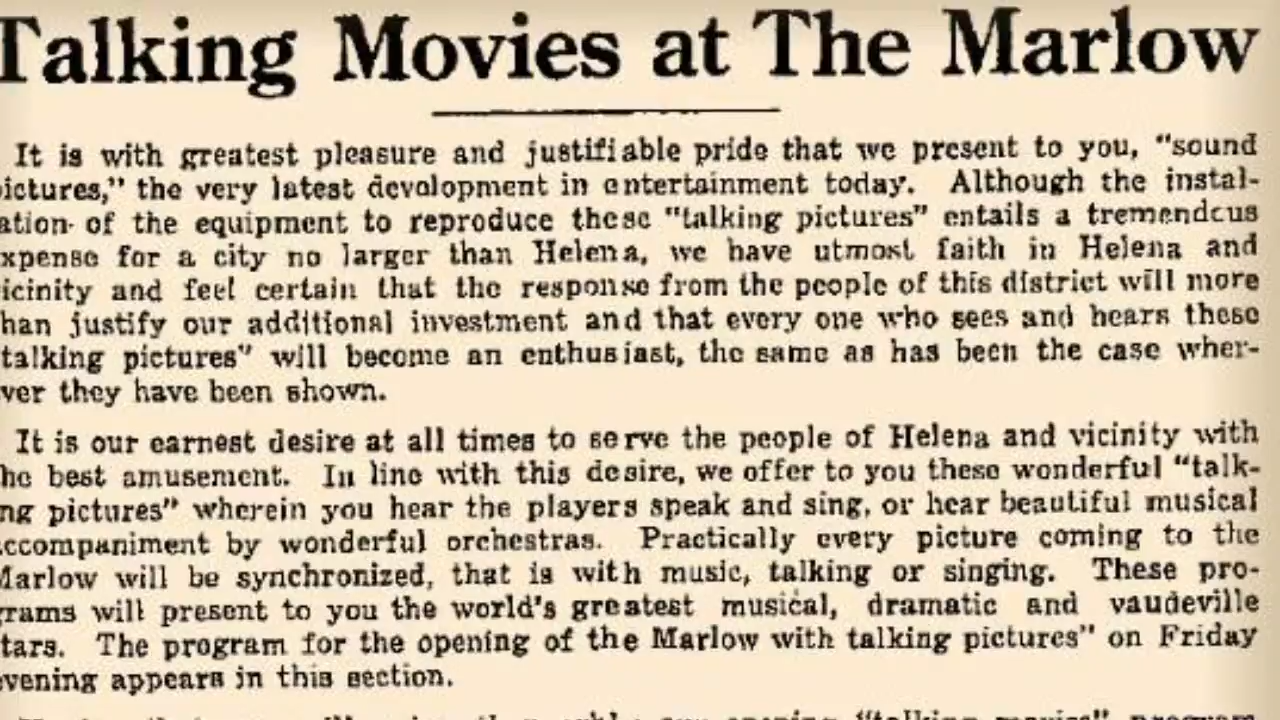 Talking Movies at The Marlow
It is with greatest pleasure and justifiable pride that we present to you, "sound
ictures," the very latest development in entertainment today. Although the instal-
ation of the equipment to reproduce these "talking pictures" entails a tremendous
xpense for a city no larger than Helena, we have utmost faith in Helena and
icinity and feel certain that the response from the people of this district will more
han justify our additional investment and that every one who sees and hears these
talking pictures" will become an enthusiast, the same as has been the case wher-
ver they have been shown.
It is our earnest desire at all times to serve the people of Helena and vicinity with
he best amusement. In line with this desire, we offer to you these wonderful "talk-
ng pictures" wherein you hear the players speak and sing, or hear beautiful musical
ccompaniment by wonderful orchestras. Practically every picture coming to the
Marlow will be synchronized, that is with music, talking or singing. These pro-
grams will present to you the world's greatest musical, dramatic and vaudeville
tars. The program for the opening of the Marlow with talking pictures" on Friday
evening appears in this section.
"talking movies" program